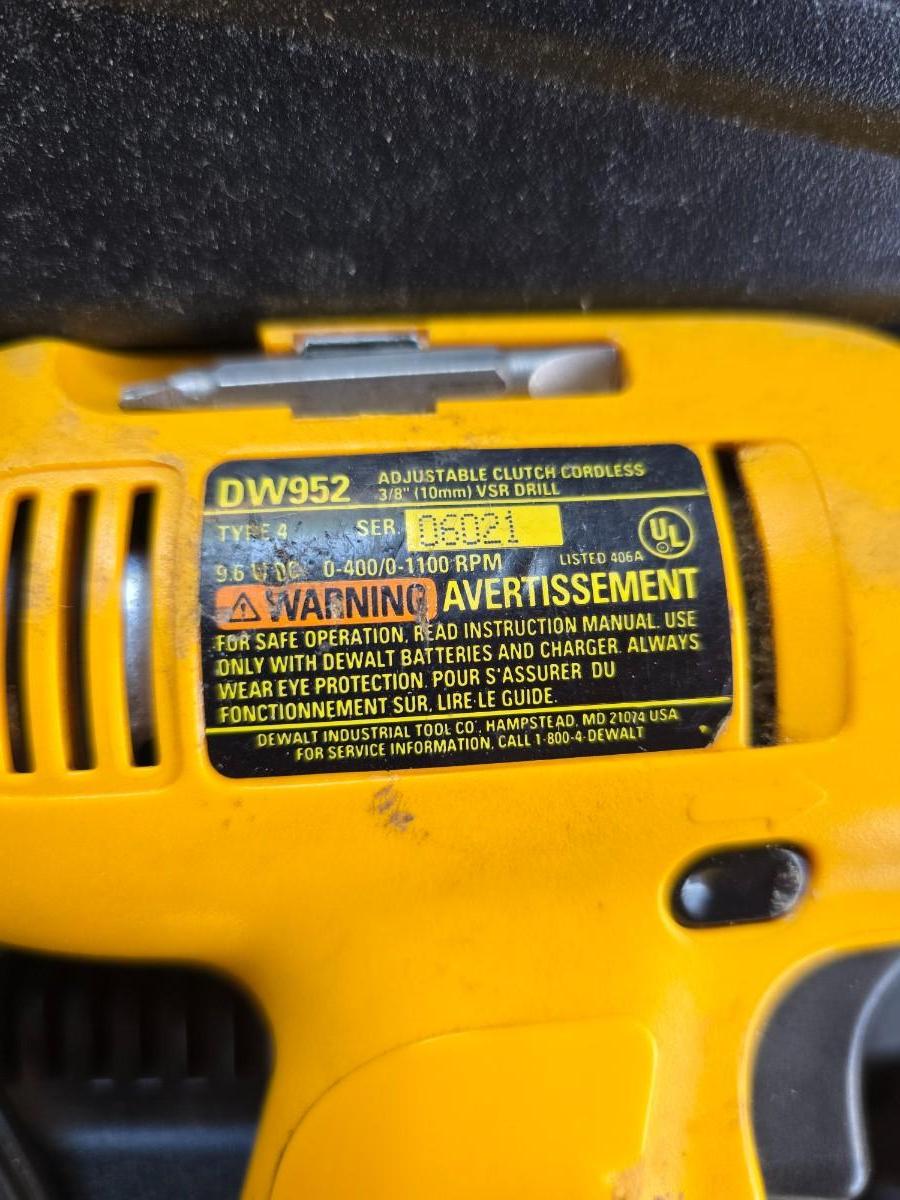 DW952 ADJUSTABLE CLUTCH CORDLESS
3/8" (10mm) VSR DRILL
TYPE 4 SER. 06021
UL
9.6 V DC 0-400/0-1100 RPM LISTED 406A
WARNING AVERTISSEMENT
FOR SAFE OPERATION, READ INSTRUCTION MANUAL. USE
ONLY WITH DEWALT BATTERIES AND CHARGER. ALWAYS
WEAR EYE PROTECTION. POUR S'ASSURER DU
FONCTIONNEMENT SÛR, LIRE LE GUIDE.
DEWALT INDUSTRIAL TOOL CO., HAMPSTEAD, MD 21074 USA
FOR SERVICE INFORMATION, CALL 1-800-4-DEWALT